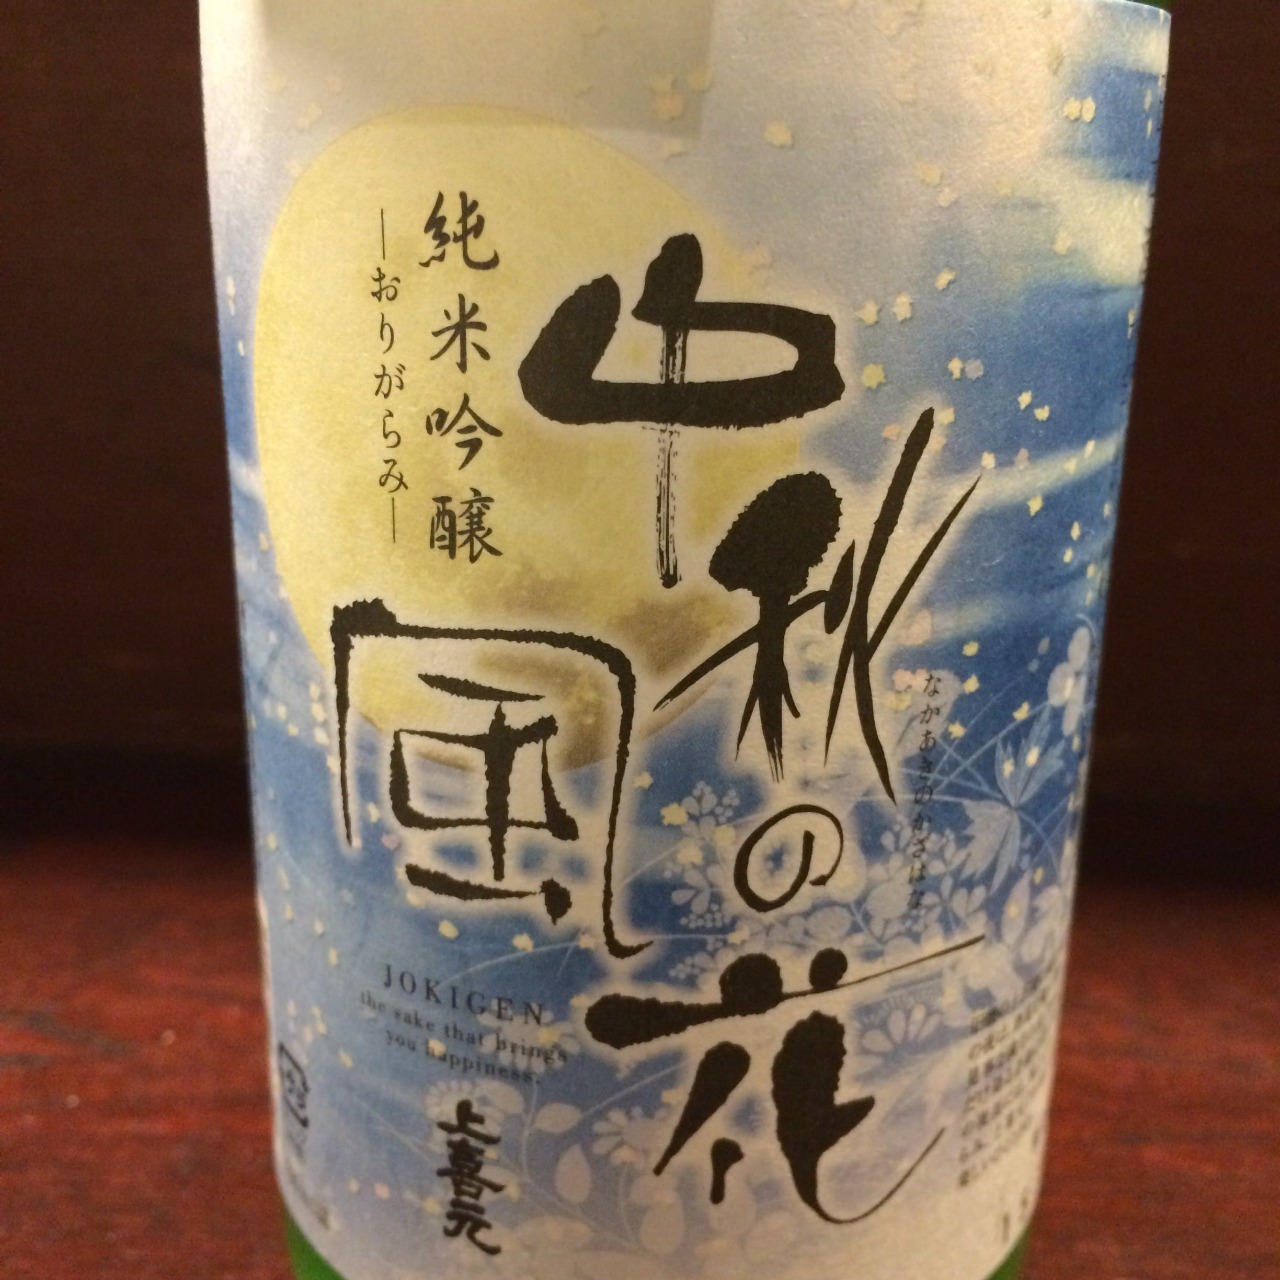 中秋の
風花
なかあきのかざはな
純米吟醸
―おりがらみ―
JOKIGEN
the sake that brings
you happiness.
上喜元